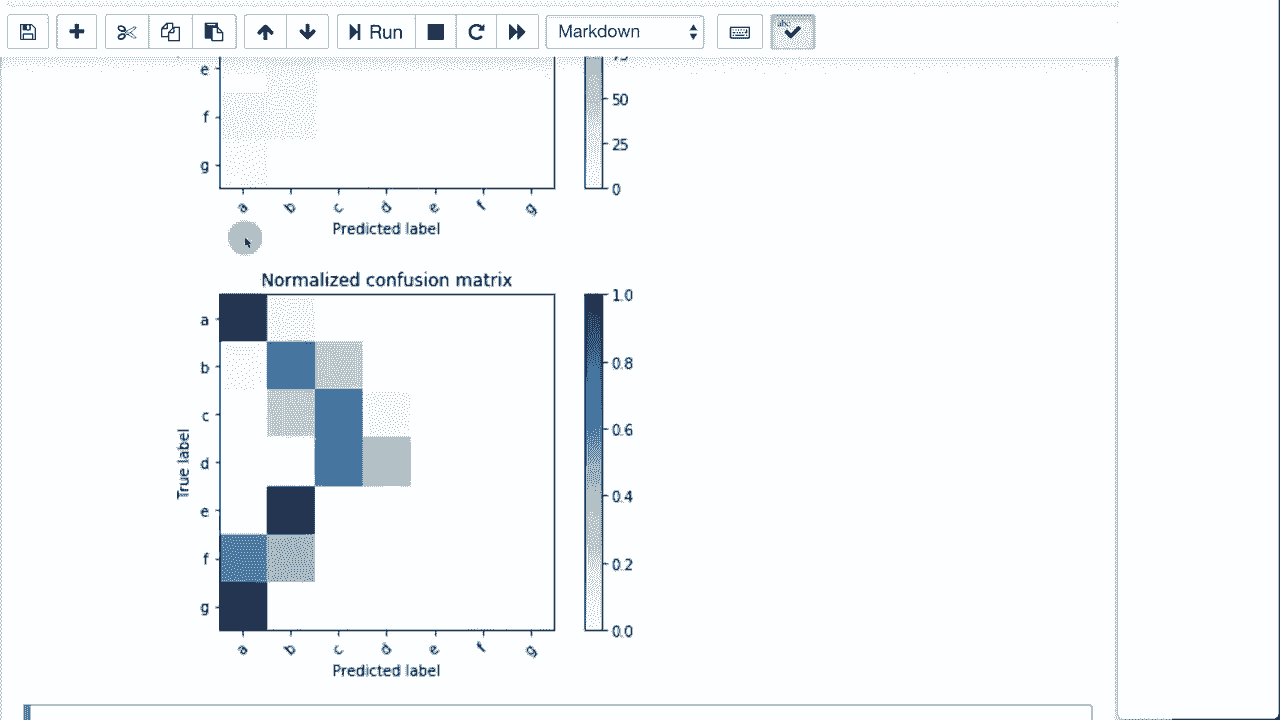 Run
Markdown
e
75
f
50
25
g
0
a b c d e f g
Predicted label
Normalized confusion matrix
1.0
a
b
0.8
c
0.6
True label
d
0.4
e
f
0.2
g
0.0
a b c d e f g
Predicted label